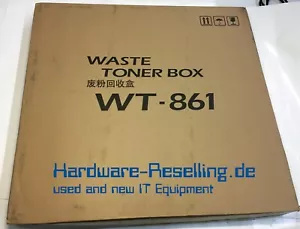 WASTE
TONER BOX
废粉回收盒
WT-861
Hardware-Reselling.de
used and new IT Equipment